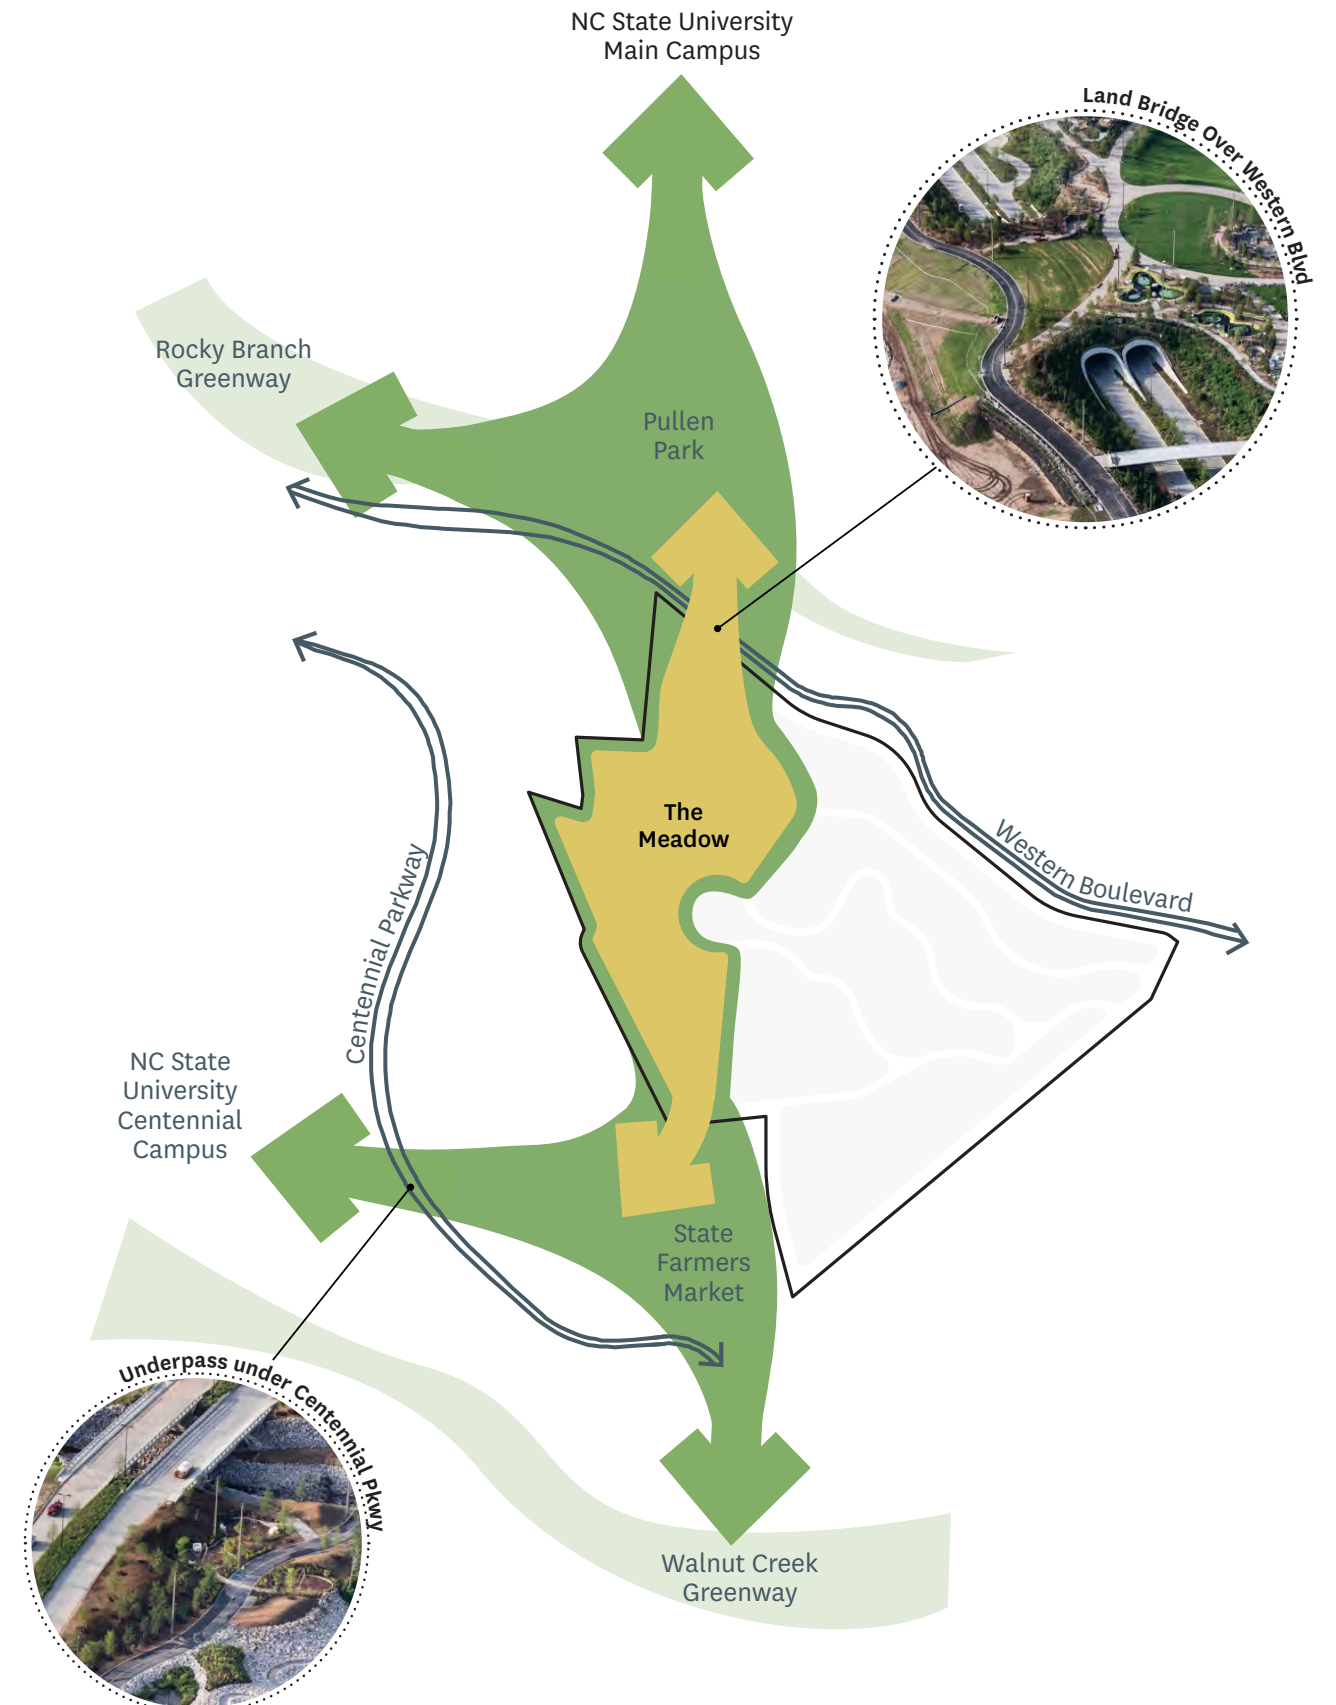 NC State University
Main Campus
Land Bridge Over Western Blvd
Rocky Branch
Greenway
Pullen
Park
The
Meadow
Western Boulevard
Centennial Parkway
NC State
University
Centennial
Campus
State
Farmers
Market
Underpass under Centennial Pkwy
Walnut Creek
Greenway